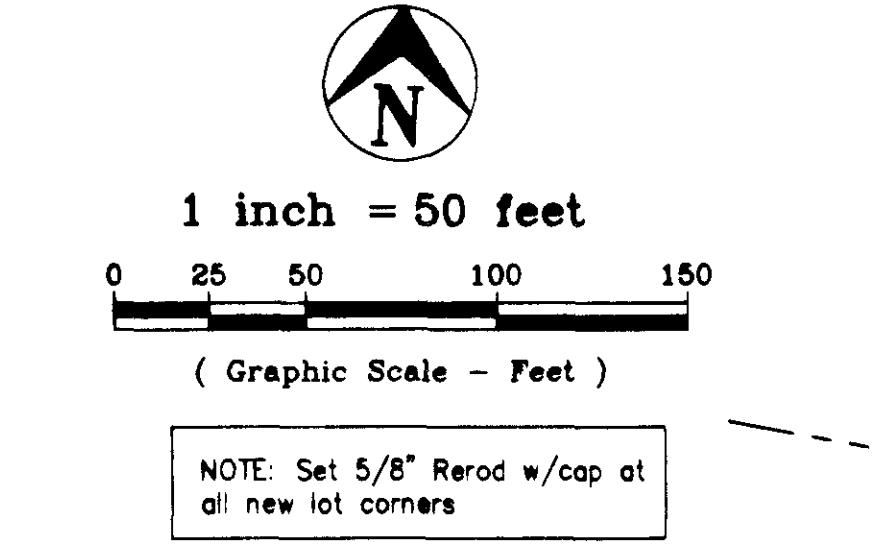 N
1 inch = 50 feet
0 25 50 100 150
( Graphic Scale - Feet )
NOTE: Set 5/8" Rerod w/cap at
all new lot corners